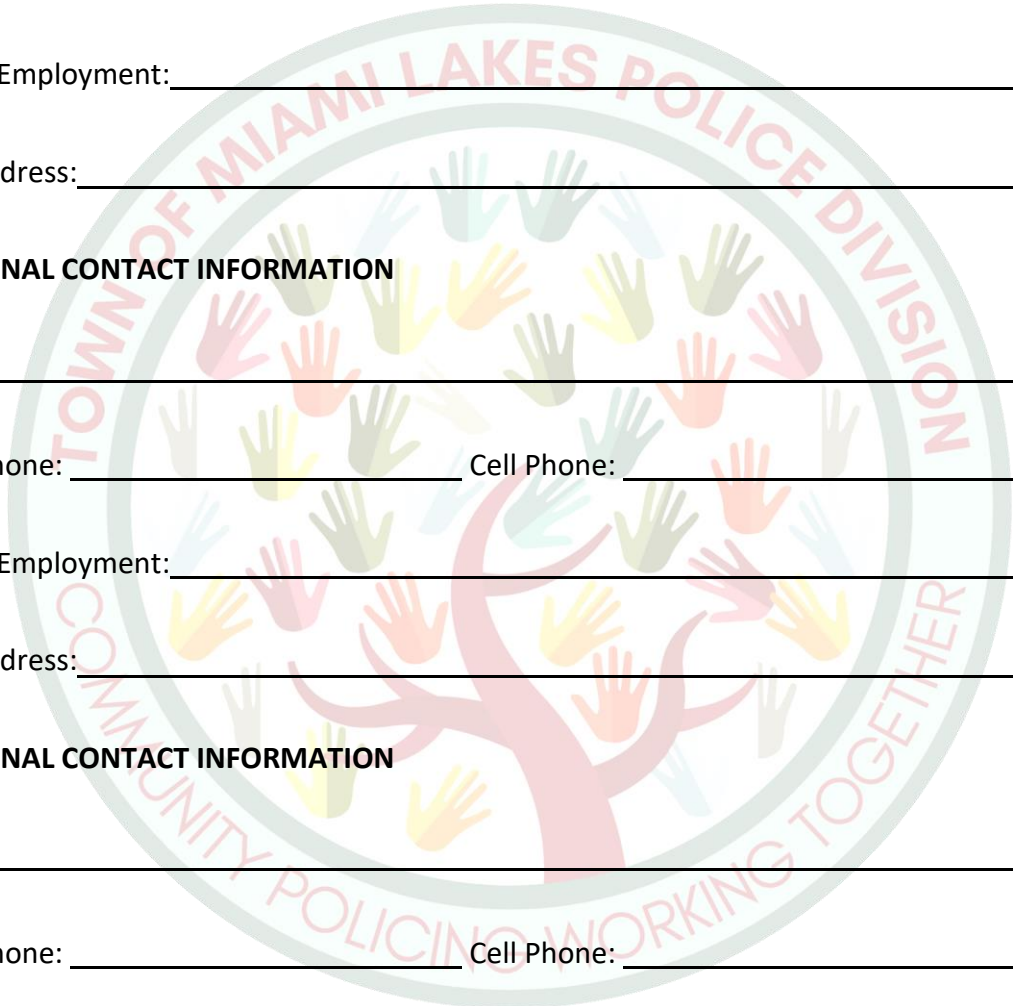 TOWN OF MIAMI LAKES POLICE DIVISION
Employment:
dress:
NAL CONTACT INFORMATION
hone: Cell Phone:
Employment:
dress:
NAL CONTACT INFORMATION
hone: Cell Phone:
COMMUNITY POLICING WORKING TOGETHER